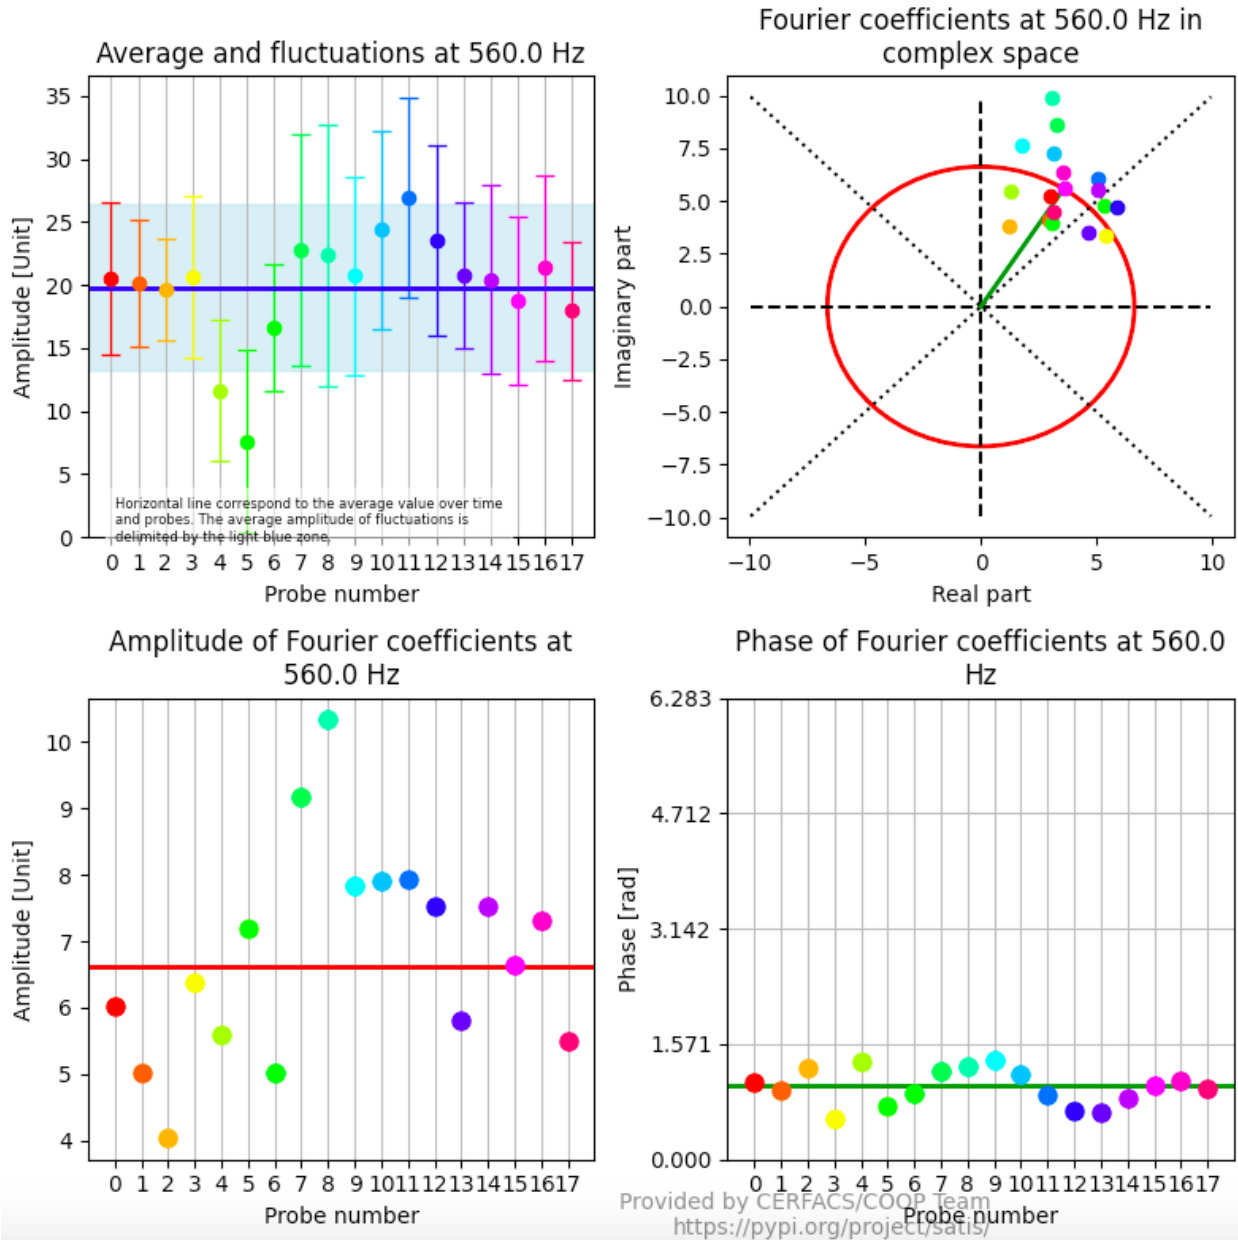 Average and fluctuations at 560.0 Hz
35
30
25
20
15
10
5
0
Amplitude [Unit]
Horizontal line correspond to the average value over time
and probes. The average amplitude of fluctuations is
delimited by the light blue zone.
0 1 2 3 4 5 6 7 8 9 10 11 12 13 14 15 16 17
Probe number
Fourier coefficients at 560.0 Hz in
complex space
10.0
7.5
5.0
2.5
0.0
−2.5
−5.0
−7.5
−10.0
Imaginary part
−10 −5 0 5 10
Real part
Amplitude of Fourier coefficients at
560.0 Hz
10
9
8
7
6
5
4
Amplitude [Unit]
0 1 2 3 4 5 6 7 8 9 10 11 12 13 14 15 16 17
Probe number
Phase of Fourier coefficients at 560.0
Hz
6.283
4.712
3.142
1.571
0.000
Phase [rad]
0 1 2 3 4 5 6 7 8 9 10 11 12 13 14 15 16 17
Probe number
Provided by CERFACS/COOP Team
https://pypi.org/project/satis/